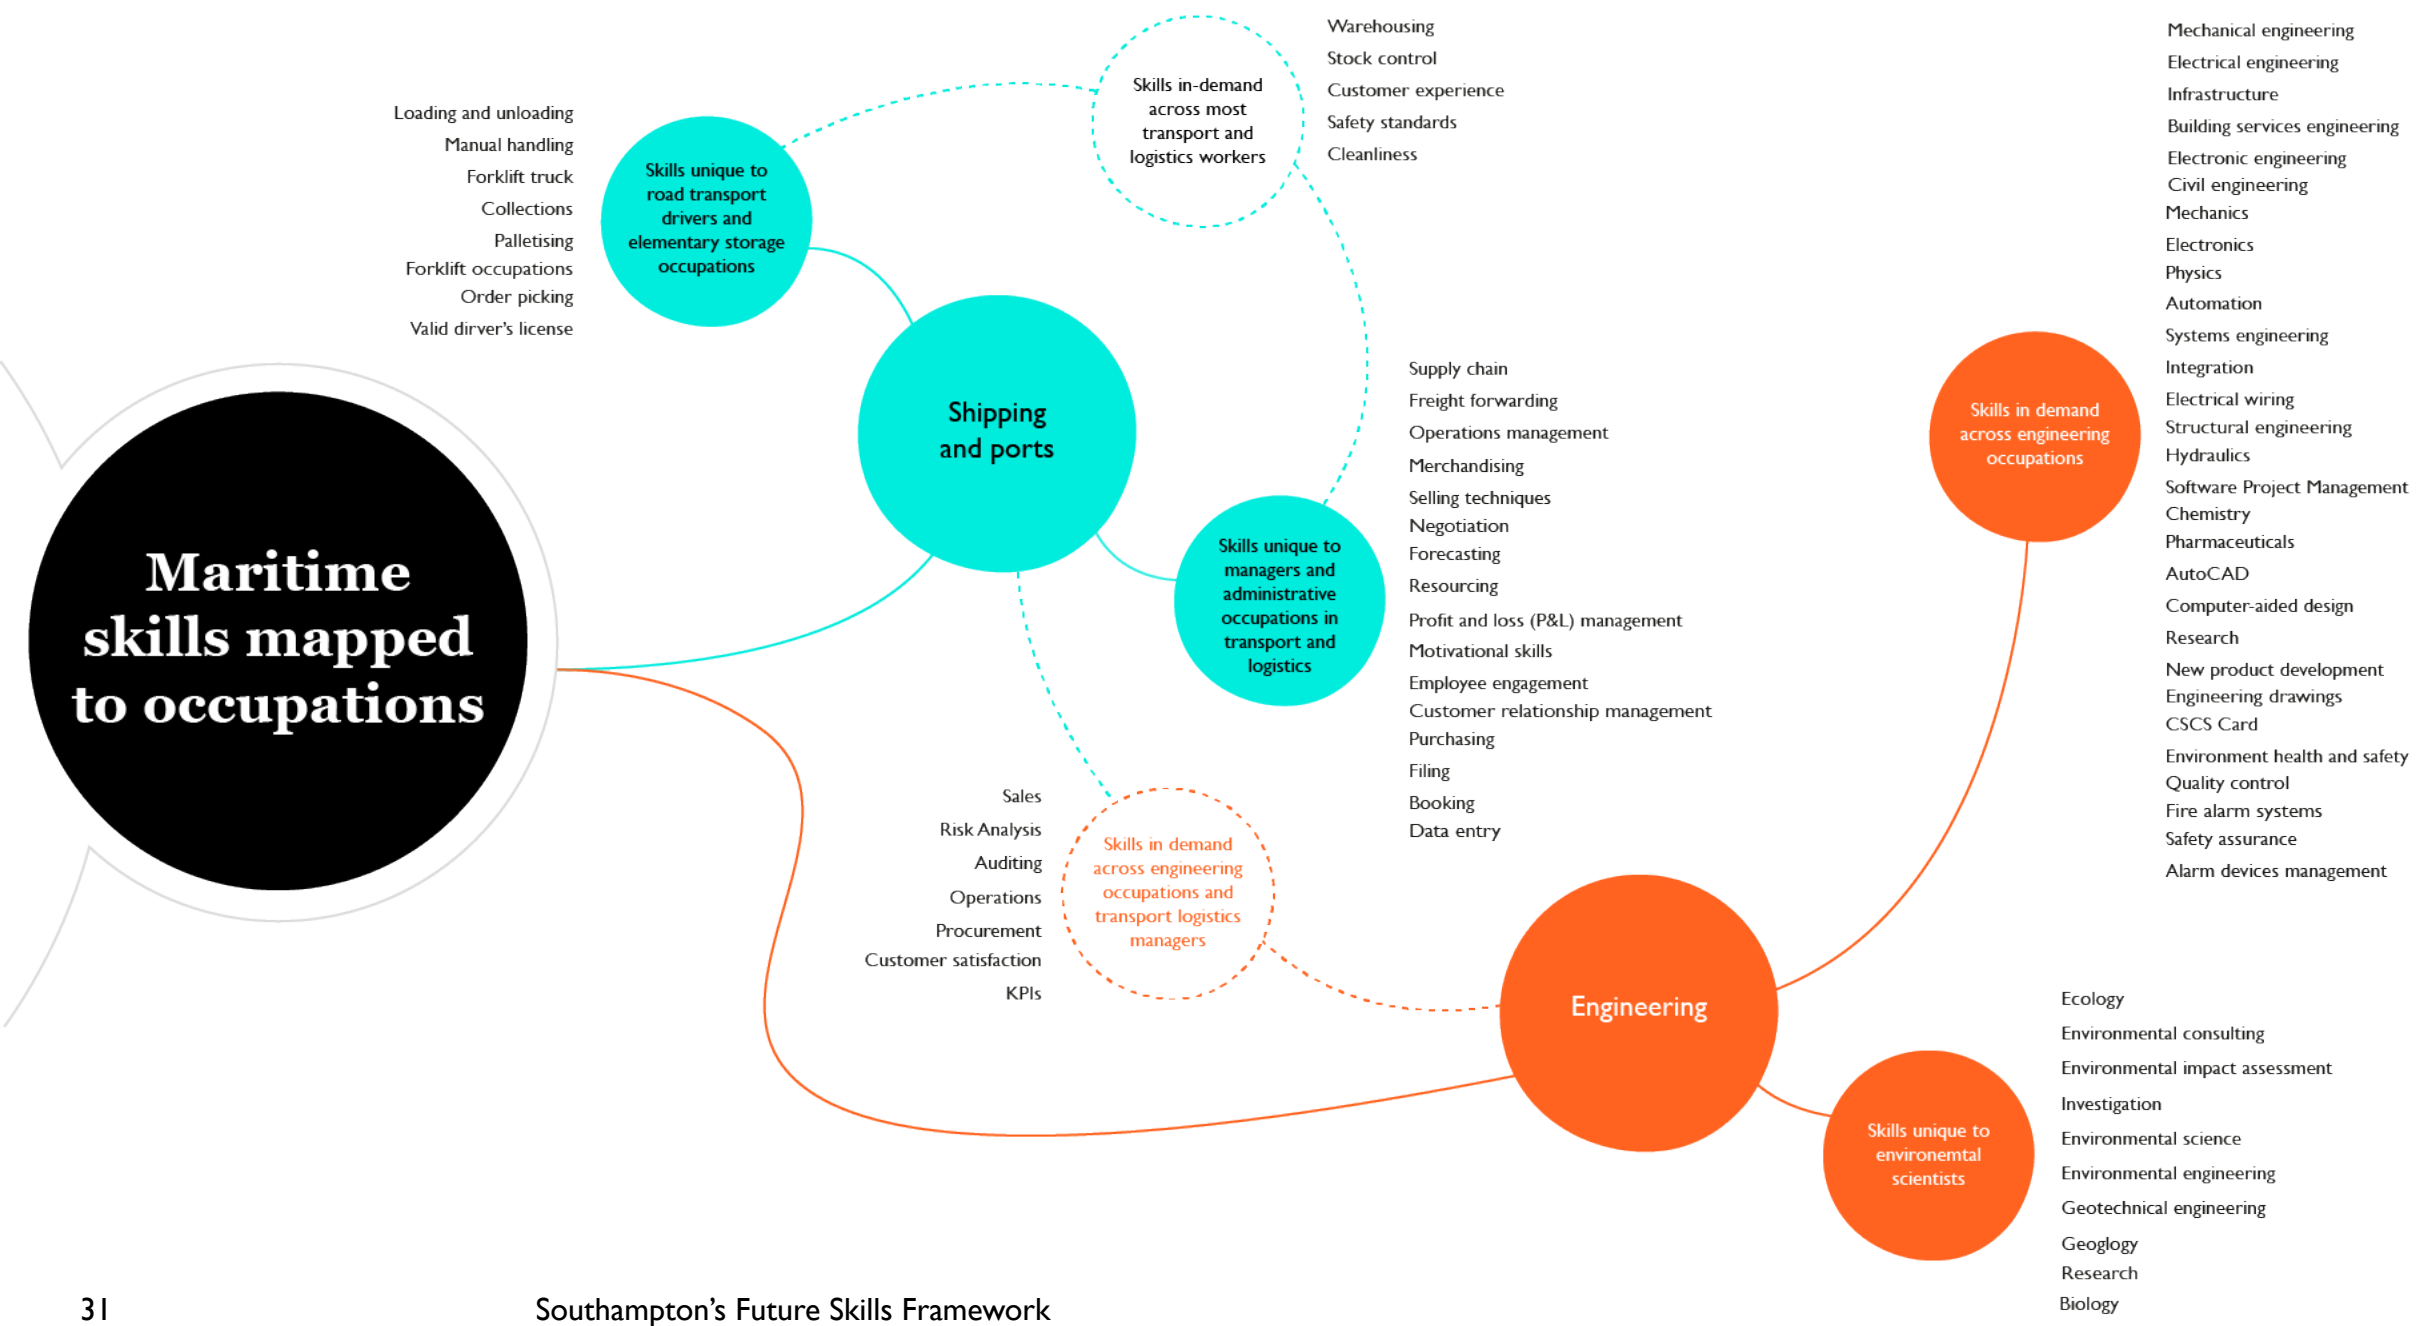 Maritime
skills mapped
to occupations
Loading and unloading
Manual handling
Forklift truck
Collections
Palletising
Forklift occupations
Order picking
Valid dirver's license
Skills unique to
road transport
drivers and
elementary storage
occupations
Skills in-demand
across most
transport and
logistics workers
Warehousing
Stock control
Customer experience
Safety standards
Cleanliness
Shipping
and ports
Skills unique to
managers and
administrative
occupations in
transport and
logistics
Supply chain
Freight forwarding
Operations management
Merchandising
Selling techniques
Negotiation
Forecasting
Resourcing
Profit and loss (P&L) management
Motivational skills
Employee engagement
Customer relationship management
Purchasing
Filing
Booking
Data entry
Sales
Risk Analysis
Auditing
Operations
Procurement
Customer satisfaction
KPIs
Skills in demand
across engineering
occupations and
transport logistics
managers
Engineering
Skills in demand
across engineering
occupations
Mechanical engineering
Electrical engineering
Infrastructure
Building services engineering
Electronic engineering
Civil engineering
Mechanics
Electronics
Physics
Automation
Systems engineering
Integration
Electrical wiring
Structural engineering
Hydraulics
Software Project Management
Chemistry
Pharmaceuticals
AutoCAD
Computer-aided design
Research
New product development
Engineering drawings
CSCS Card
Environment health and safety
Quality control
Fire alarm systems
Safety assurance
Alarm devices management
Skills unique to
environemtal
scientists
Ecology
Environmental consulting
Environmental impact assessment
Investigation
Environmental science
Environmental engineering
Geotechnical engineering
Geoglogy
Research
Biology
31
Southampton's Future Skills Framework